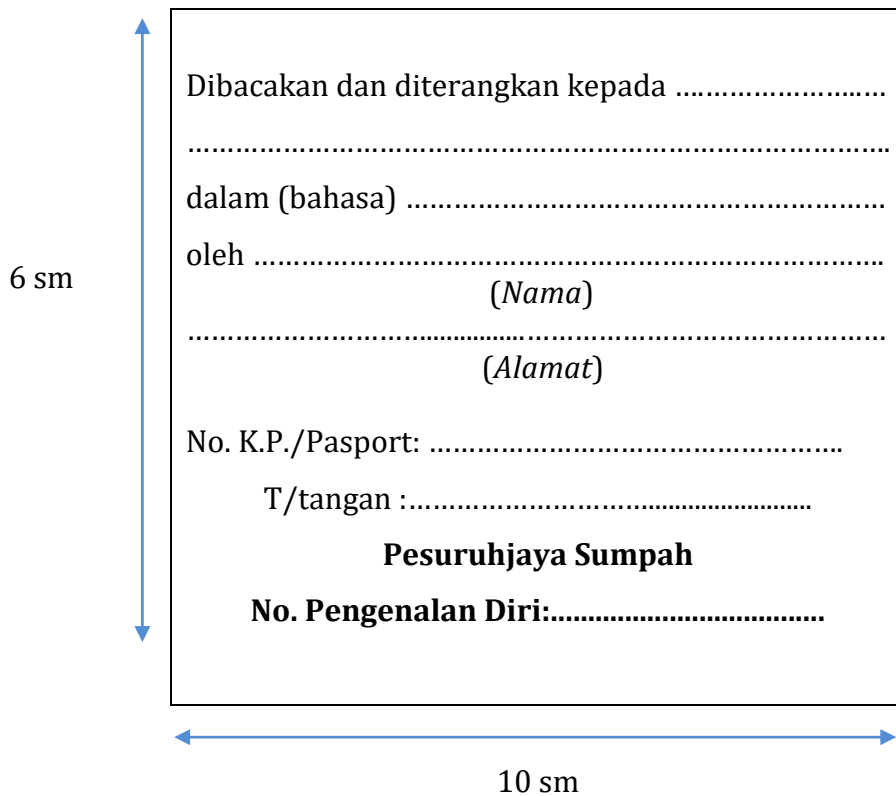 Dibacakan dan diterangkan kepada ….…………………..…
…………………………………………………………………………….
dalam (bahasa) ……………………………………………………
oleh …………………………………………………………………….
(Nama)
…………………………................………………………………………
(Alamat)
6 sm
No. K.P./Pasport: …………………………………………….
T/tangan :…………………………...........................
Pesuruhjaya Sumpah
No. Pengenalan Diri:.....................................
10 sm